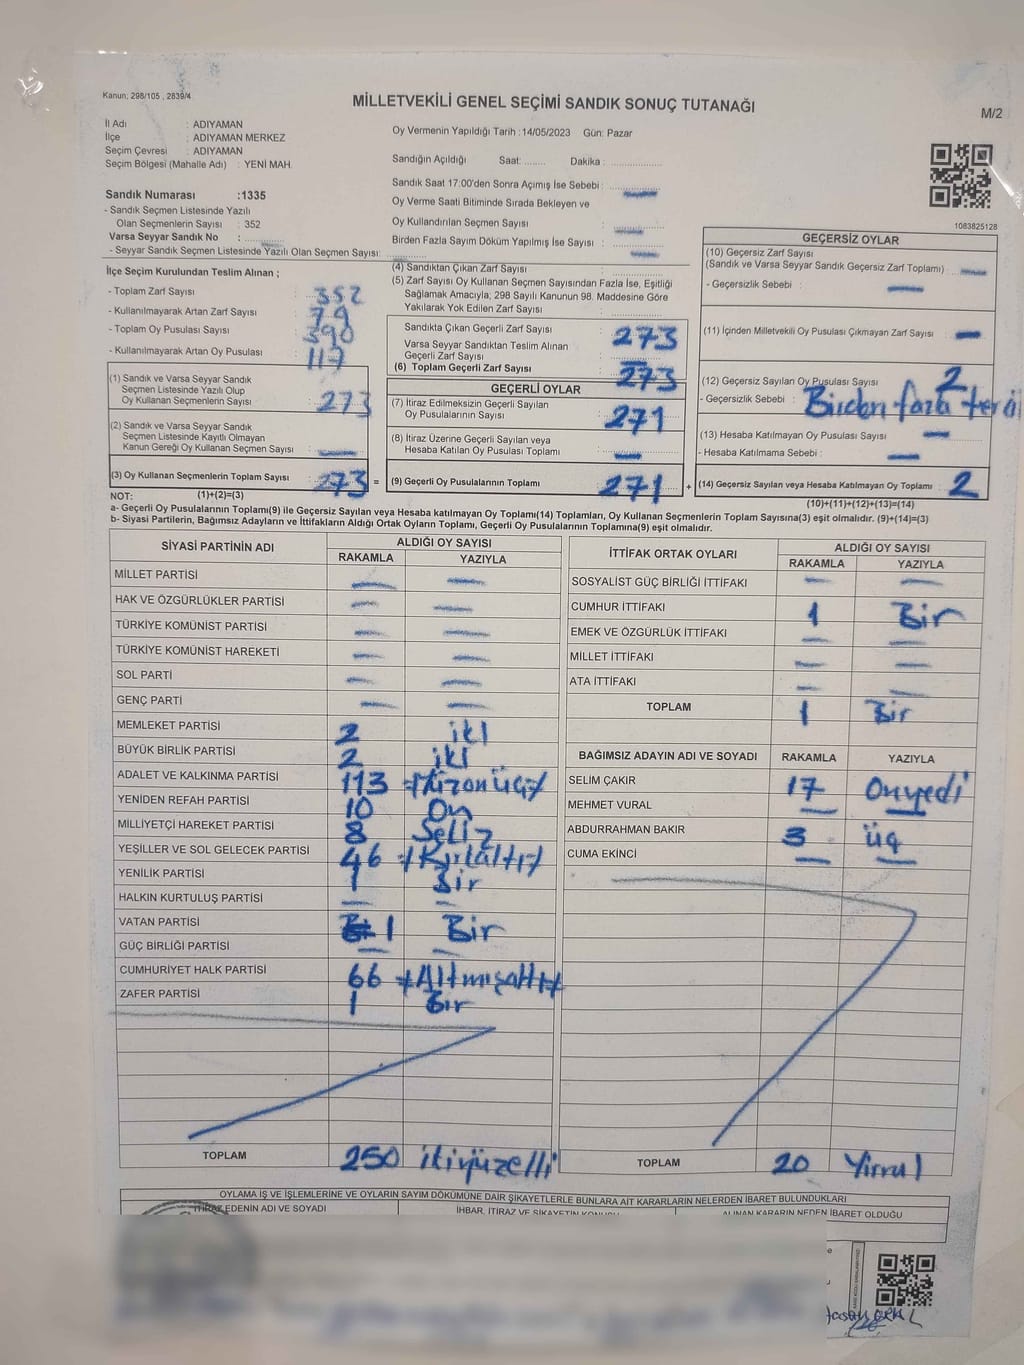 Kanun: 298/105 , 2839/4
MİLLETVEKİLİ GENEL SEÇİMİ SANDIK SONUÇ TUTANAĞI
M/2
İl Adı : ADIYAMAN
İlçe : ADIYAMAN MERKEZ
Seçim Çevresi : ADIYAMAN
Seçim Bölgesi (Mahalle Adı) : YENİ MAH.
Sandık Numarası :1335
- Sandık Seçmen Listesinde Yazılı
Olan Seçmenlerin Sayısı : 352
Varsa Seyyar Sandık No :
- Seyyar Sandık Seçmen Listesinde Yazılı Olan Seçmen Sayısı:
Oy Vermenin Yapıldığı Tarih :14/05/2023 Gün: Pazar
Sandığın Açıldığı Saat: ........ Dakika : ................
Sandık Saat 17:00'den Sonra Açımış İse Sebebi :
Oy Verme Saati Bitiminde Sırada Bekleyen ve
Oy Kullandırılan Seçmen Sayısı :
Birden Fazla Sayım Döküm Yapılmış İse Sayısı :
1083825128
İlçe Seçim Kurulundan Teslim Alınan ;
- Toplam Zarf Sayısı : 352
- Kullanılmayarak Artan Zarf Sayısı : 79
- Toplam Oy Pusulası Sayısı : 390
- Kullanılmayarak Artan Oy Pusulası : 117
(1) Sandık ve Varsa Seyyar Sandık
Seçmen Listesinde Yazılı Olup
Oy Kullanan Seçmenlerin Sayısı : 273
(2) Sandık ve Varsa Seyyar Sandık
Seçmen Listesinde Kayıtlı Olmayan
Kanun Gereği Oy Kullanan Seçmen Sayısı :
(3) Oy Kullanan Seçmenlerin Toplam Sayısı : 273 =
(4) Sandıktan Çıkan Zarf Sayısı :
(5) Zarf Sayısı Oy Kullanan Seçmen Sayısından Fazla İse, Eşitliği
Sağlamak Amacıyla; 298 Sayılı Kanunun 98. Maddesine Göre
Yakılarak Yok Edilen Zarf Sayısı :
Sandıkta Çıkan Geçerli Zarf Sayısı : 273
Varsa Seyyar Sandıktan Teslim Alınan
Geçerli Zarf Sayısı :
(6) Toplam Geçerli Zarf Sayısı : 273
GEÇERLİ OYLAR
(7) İtiraz Edilmeksizin Geçerli Sayılan
Oy Pusulalarının Sayısı : 271
(8) İtiraz Üzerine Geçerli Sayılan veya
Hesaba Katılan Oy Pusulası Toplamı :
(9) Geçerli Oy Pusulalarının Toplamı : 271 +
GEÇERSİZ OYLAR
(10) Geçersiz Zarf Sayısı :
(Sandık ve Varsa Seyyar Sandık Geçersiz Zarf Toplamı)
- Geçersizlik Sebebi :
(11) İçinden Milletvekili Oy Pusulası Çıkmayan Zarf Sayısı :
(12) Geçersiz Sayılan Oy Pusulası Sayısı : 2
- Geçersizlik Sebebi : Birden fazla
(13) Hesaba Katılmayan Oy Pusulası Sayısı :
- Hesaba Katılmama Sebebi :
(14) Geçersiz Sayılan veya Hesaba Katılmayan Oy Toplamı : 2
NOT: (1)+(2)=(3) (10)+(11)+(12)+(13)=(14)
a- Geçerli Oy Pusulasının Toplamı(9) ile Geçersiz Sayılan veya Hesaba katılmayan Oy Toplamı(14) Toplamları, Oy Kullanan Seçmenlerin Toplam Sayısına(3) eşit olmalıdır. (9)+(14)=(3)
b- Siyasi Partilerin, Bağımsız Adayların ve İttifakların Aldığı Ortak Oyların Toplamı, Geçerli Oy Pusulalarının Toplamına(9) eşit olmalıdır.
SİYASİ PARTİNİN ADI ALDIĞI OY SAYISI
RAKAMLA YAZIYLA
MİLLET PARTİSİ
HAK VE ÖZGÜRLÜKLER PARTİSİ
TÜRKİYE KOMÜNİST PARTİSİ
TÜRKİYE KOMÜNİST HAREKETİ
SOL PARTİ
GENÇ PARTİ
MEMLEKET PARTİSİ 2 iki
BÜYÜK BİRLİK PARTİSİ 2 iki
ADALET VE KALKINMA PARTİSİ 113 Yüzonüç
YENİDEN REFAH PARTİSİ 10 On
MİLLİYETÇİ HAREKET PARTİSİ 8 Sekiz
YEŞİLLER VE SOL GELECEK PARTİSİ 46 Kırkaltı
YENİLİK PARTİSİ 1 Bir
HALKIN KURTULUŞ PARTİSİ
VATAN PARTİSİ 1 Bir
GÜÇ BİRLİĞİ PARTİSİ
CUMHURİYET HALK PARTİSİ 66 Altmışaltı
ZAFER PARTİSİ 1 Bir
TOPLAM 250 ikiyüzelli
İTTİFAK ORTAK OYLARI ALDIĞI OY SAYISI
RAKAMLA YAZIYLA
SOSYALİST GÜÇ BİRLİĞİ İTTİFAKI
CUMHUR İTTİFAKI 1 Bir
EMEK VE ÖZGÜRLÜK İTTİFAKI
MİLLET İTTİFAKI
ATA İTTİFAKI
TOPLAM 1 Bir
BAĞIMSIZ ADAYIN ADI VE SOYADI RAKAMLA YAZIYLA
SELİM ÇAKIR 17 Onyedi
MEHMET VURAL
ABDURRAHMAN BAKIR 3 üç
CUMA EKİNCİ
TOPLAM 20 Yirmi
OYLAMA İŞ VE İŞLEMLERİNE VE OYLARIN SAYIM DÖKÜMÜNE DAİR ŞİKAYETLERLE BUNLARA AİT KARARLARIN NELERDEN İBARET BULUNDUKLARI
İTİRAZ EDENİN ADI VE SOYADI İHBAR, İTİRAZ VE ŞİKAYETİN KONUSU ALINAN KARARIN NEDEN İBARET OLDUĞU